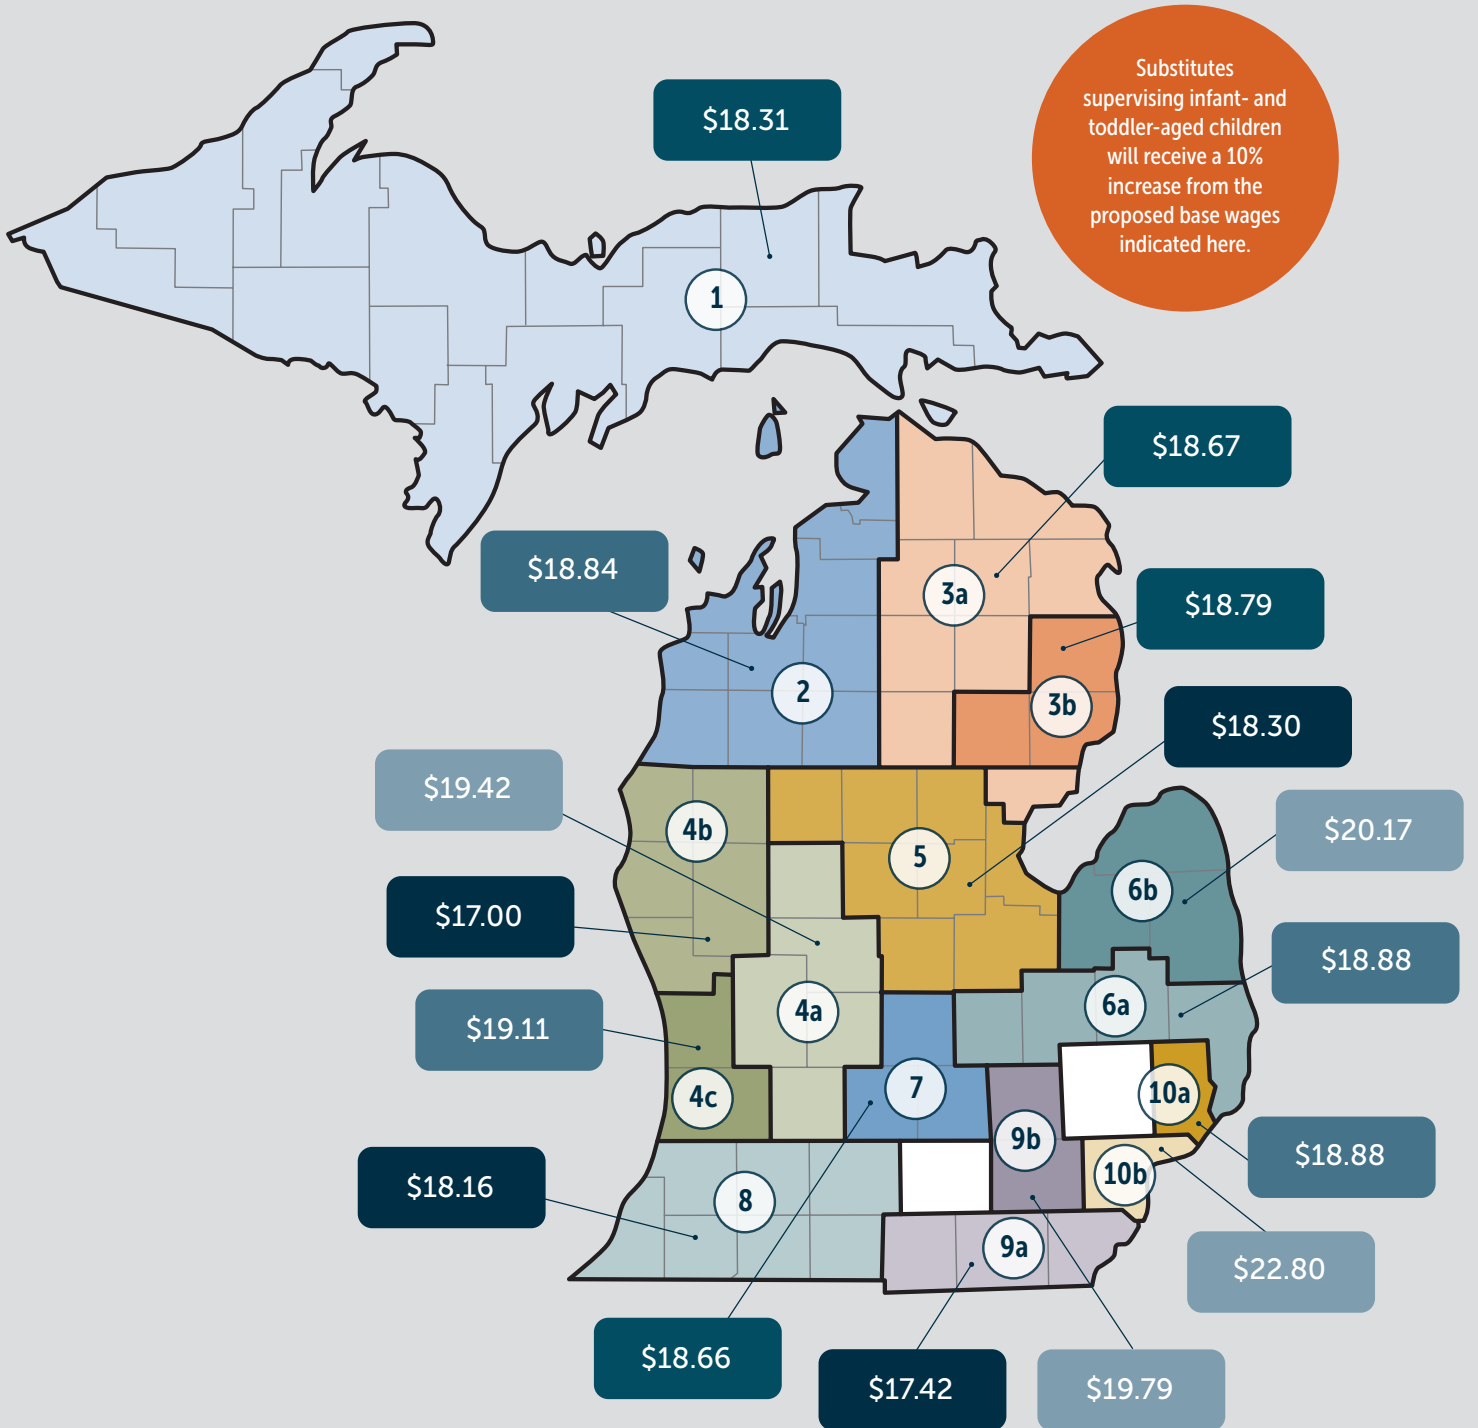 Substitutes
supervising infant- and
toddler-aged children
will receive a 10%
increase from the
proposed base wages
indicated here.
$18.31
1
$18.67
$18.84
3a
$18.79
2
3b
$18.30
$19.42
4b
5
$20.17
6b
$17.00
$18.88
4a
6a
$19.11
4c
7
10a
9b
$18.88
10b
$18.16
8
9a
$22.80
$18.66
$17.42
$19.79